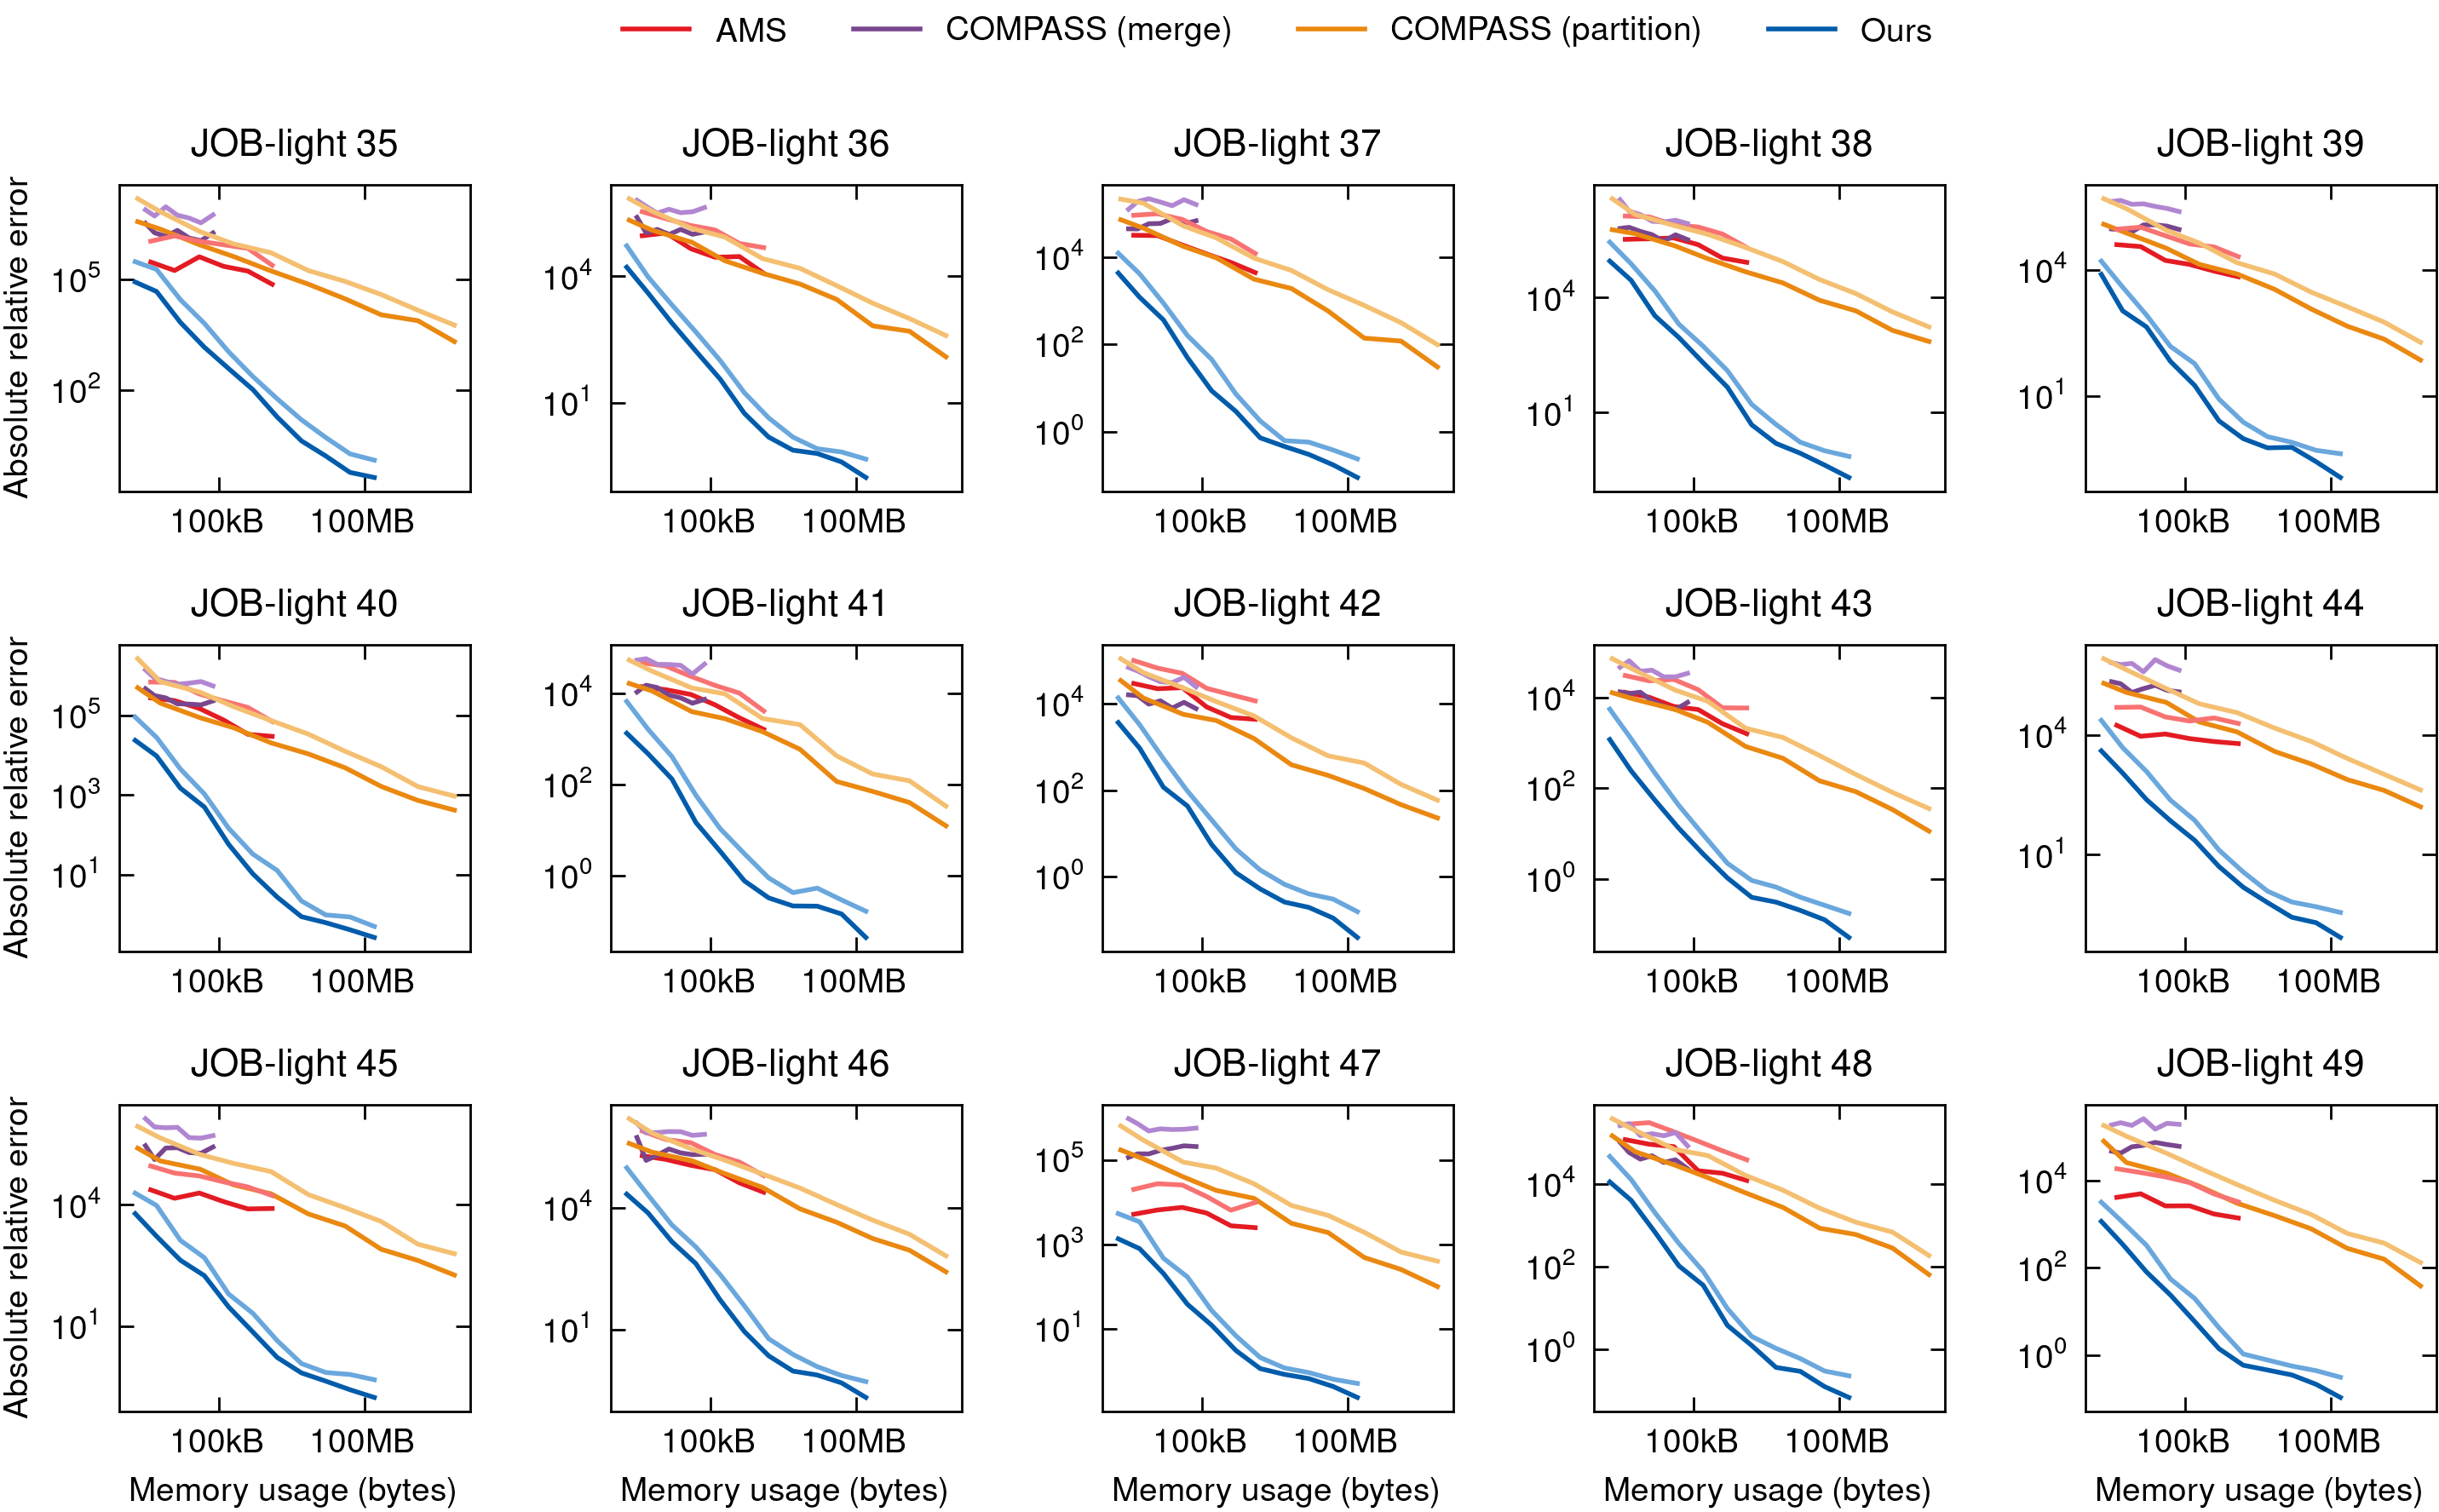 AMS COMPASS (merge) COMPASS (partition) Ours
JOB-light 35 JOB-light 36 JOB-light 37 JOB-light 38 JOB-light 39
Absolute relative error
10^5 10^2
10^4 10^1
10^4 10^2 10^0
10^4 10^1
10^4 10^1
100kB 100MB 100kB 100MB 100kB 100MB 100kB 100MB 100kB 100MB
JOB-light 40 JOB-light 41 JOB-light 42 JOB-light 43 JOB-light 44
Absolute relative error
10^5 10^3 10^1
10^4 10^2 10^0
10^4 10^2 10^0
10^4 10^2 10^0
10^4 10^1
100kB 100MB 100kB 100MB 100kB 100MB 100kB 100MB 100kB 100MB
JOB-light 45 JOB-light 46 JOB-light 47 JOB-light 48 JOB-light 49
Absolute relative error
10^4 10^1
10^4 10^1
10^5 10^3 10^1
10^4 10^2 10^0
10^4 10^2 10^0
100kB 100MB 100kB 100MB 100kB 100MB 100kB 100MB 100kB 100MB
Memory usage (bytes) Memory usage (bytes) Memory usage (bytes) Memory usage (bytes) Memory usage (bytes)